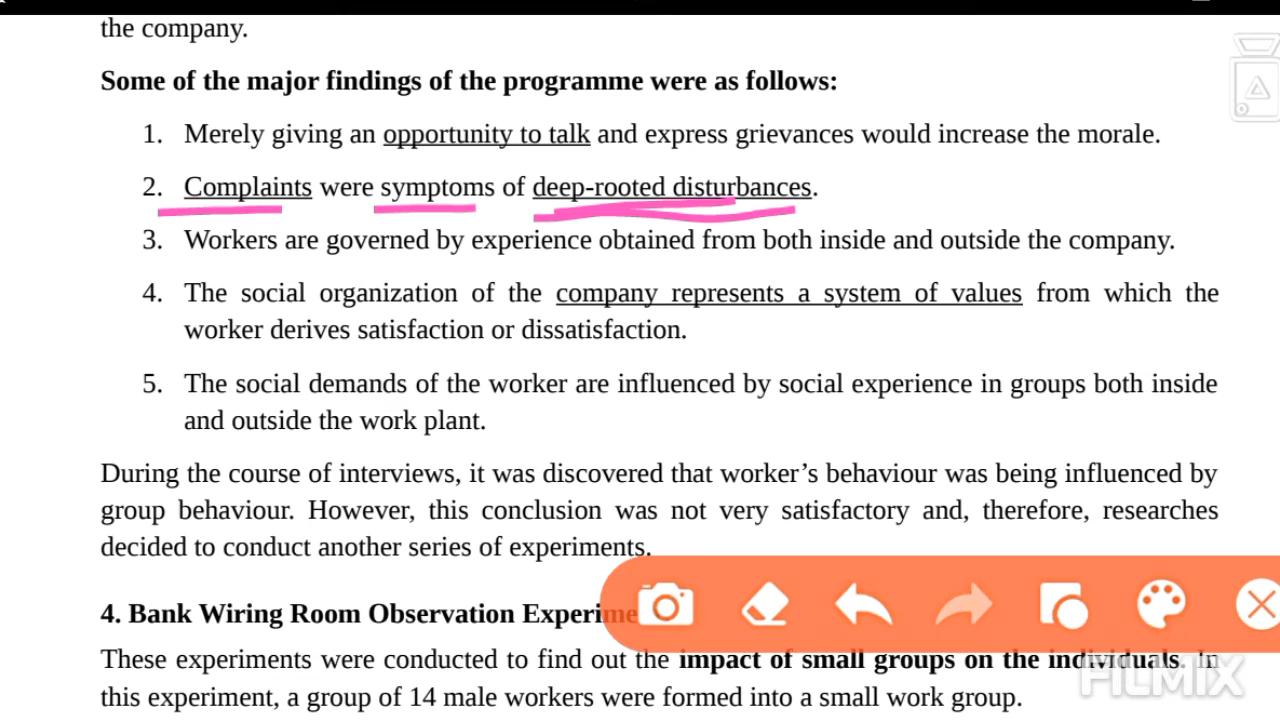 the company.
Some of the major findings of the programme were as follows:
1. Merely giving an opportunity to talk and express grievances would increase the morale.
2. Complaints were symptoms of deep-rooted disturbances.
3. Workers are governed by experience obtained from both inside and outside the company.
4. The social organization of the company represents a system of values from which the
worker derives satisfaction or dissatisfaction.
5. The social demands of the worker are influenced by social experience in groups both inside
and outside the work plant.
During the course of interviews, it was discovered that worker’s behaviour was being influenced by
group behaviour. However, this conclusion was not very satisfactory and, therefore, researches
decided to conduct another series of experiments.
4. Bank Wiring Room Observation Experime
These experiments were conducted to find out the impact of small groups on the individuals. In
this experiment, a group of 14 male workers were formed into a small work group.
FILMIX